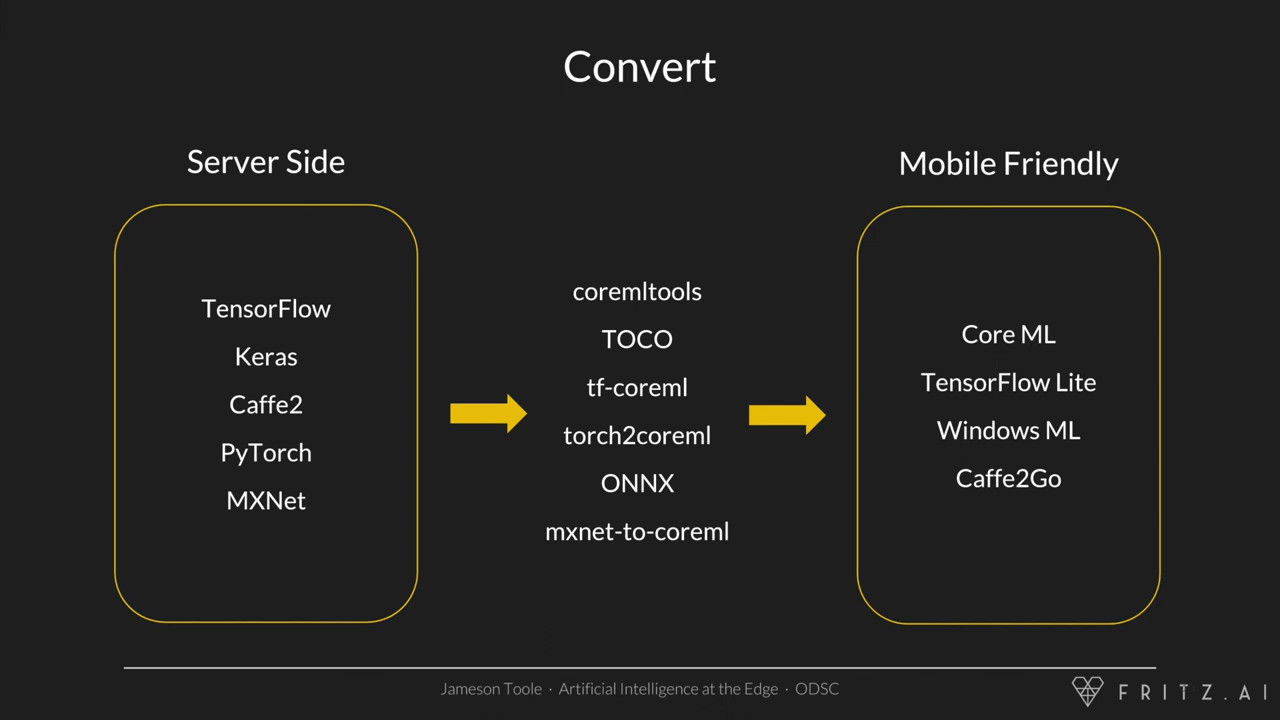 Convert
Server Side
Mobile Friendly
TensorFlow
Keras
Caffe2
PyTorch
MXNet
coremltools
TOCO
tf-coreml
torch2coreml
ONNX
mxnet-to-coreml
Core ML
TensorFlow Lite
Windows ML
Caffe2Go
Jameson Toole · Artificial Intelligence at the Edge · ODSC
FRITZ.AI